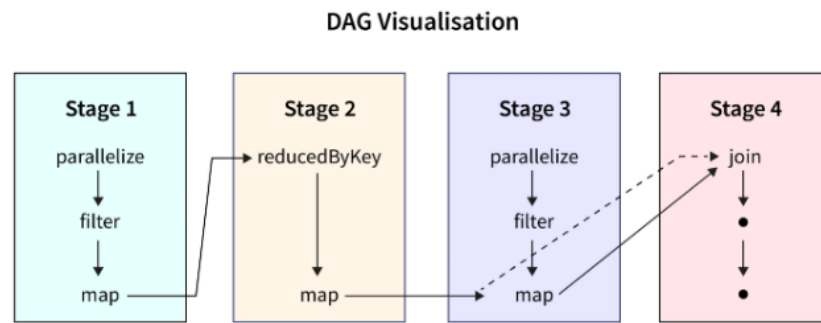 DAG Visualisation
Stage 1
parallelize
filter
map
Stage 2
reducedByKey
map
Stage 3
parallelize
filter
map
Stage 4
join